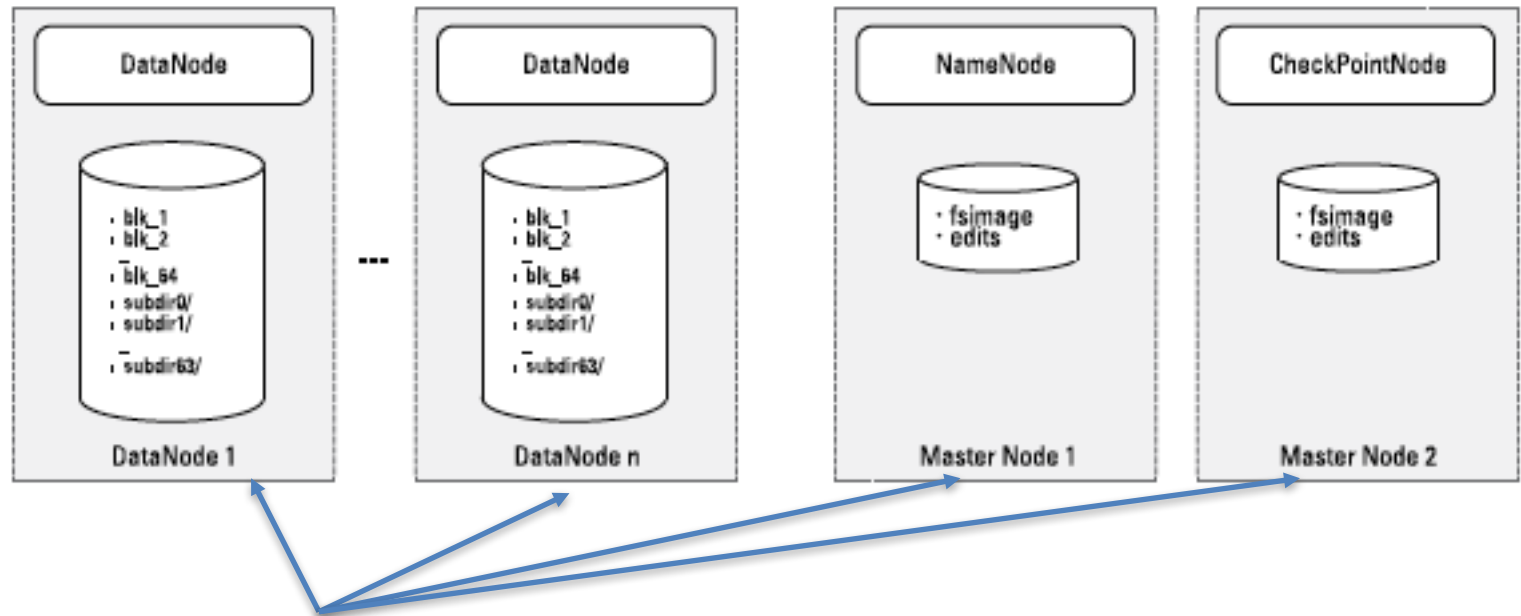 DataNode
· blk_1
· blk_2
–
· blk_64
· subdir0/
· subdir1/
–
· subdir63/
DataNode 1
---
DataNode
· blk_1
· blk_2
–
· blk_64
· subdir0/
· subdir1/
–
· subdir63/
DataNode n
NameNode
· fsimage
· edits
Master Node 1
CheckPointNode
· fsimage
· edits
Master Node 2